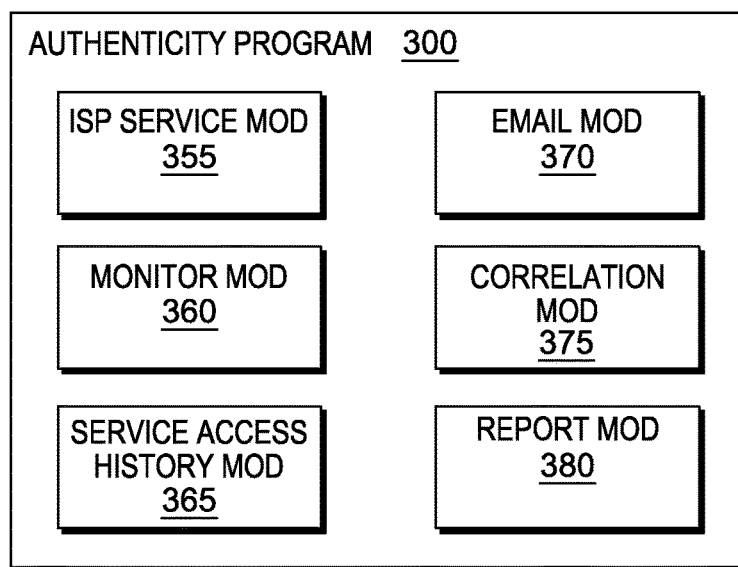 AUTHENTICITY PROGRAM 300
ISP SERVICE MOD
355
EMAIL MOD
370
MONITOR MOD
360
CORRELATION
MOD
375
SERVICE ACCESS
HISTORY MOD
365
REPORT MOD
380